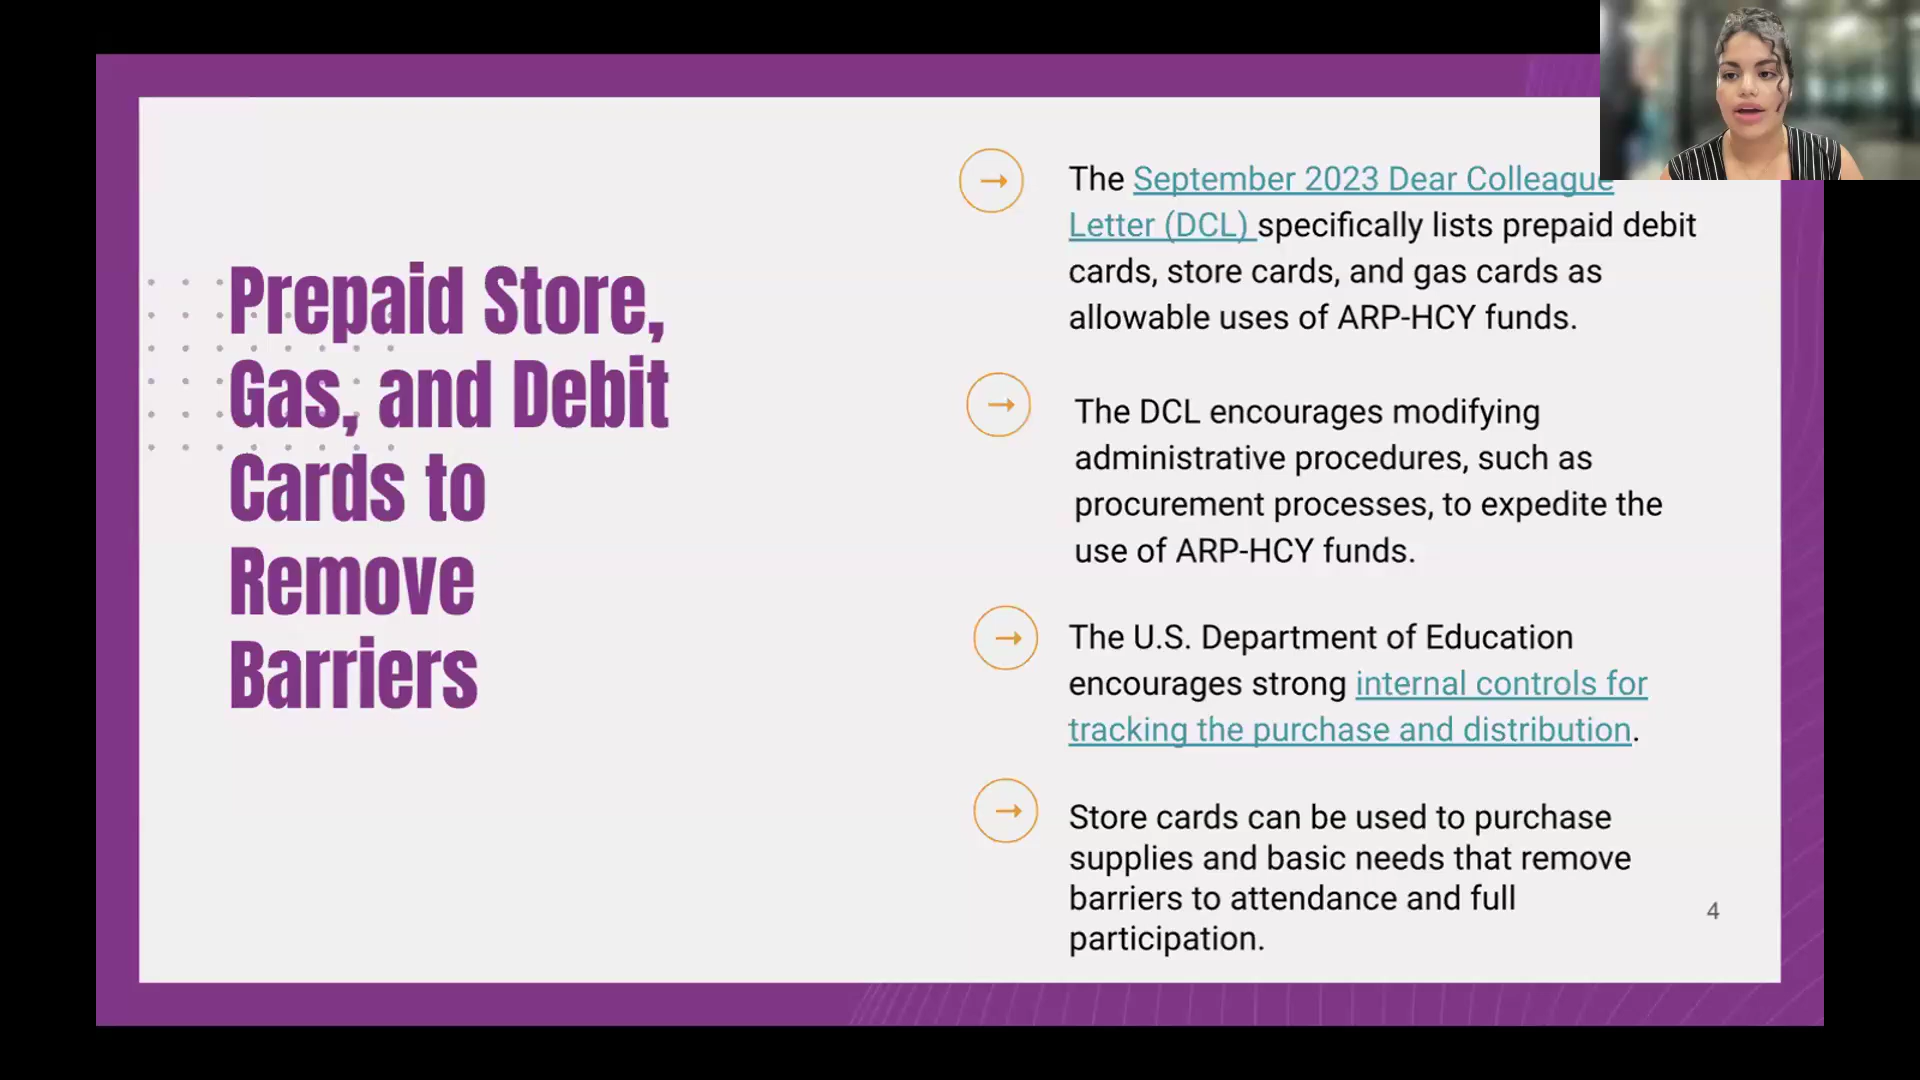 Prepaid Store,
Gas, and Debit
Cards to
Remove
Barriers
The September 2023 Dear Colleague
Letter (DCL) specifically lists prepaid debit
cards, store cards, and gas cards as
allowable uses of ARP-HCY funds.
The DCL encourages modifying
administrative procedures, such as
procurement processes, to expedite the
use of ARP-HCY funds.
The U.S. Department of Education
encourages strong internal controls for
tracking the purchase and distribution.
Store cards can be used to purchase
supplies and basic needs that remove
barriers to attendance and full
participation.
4